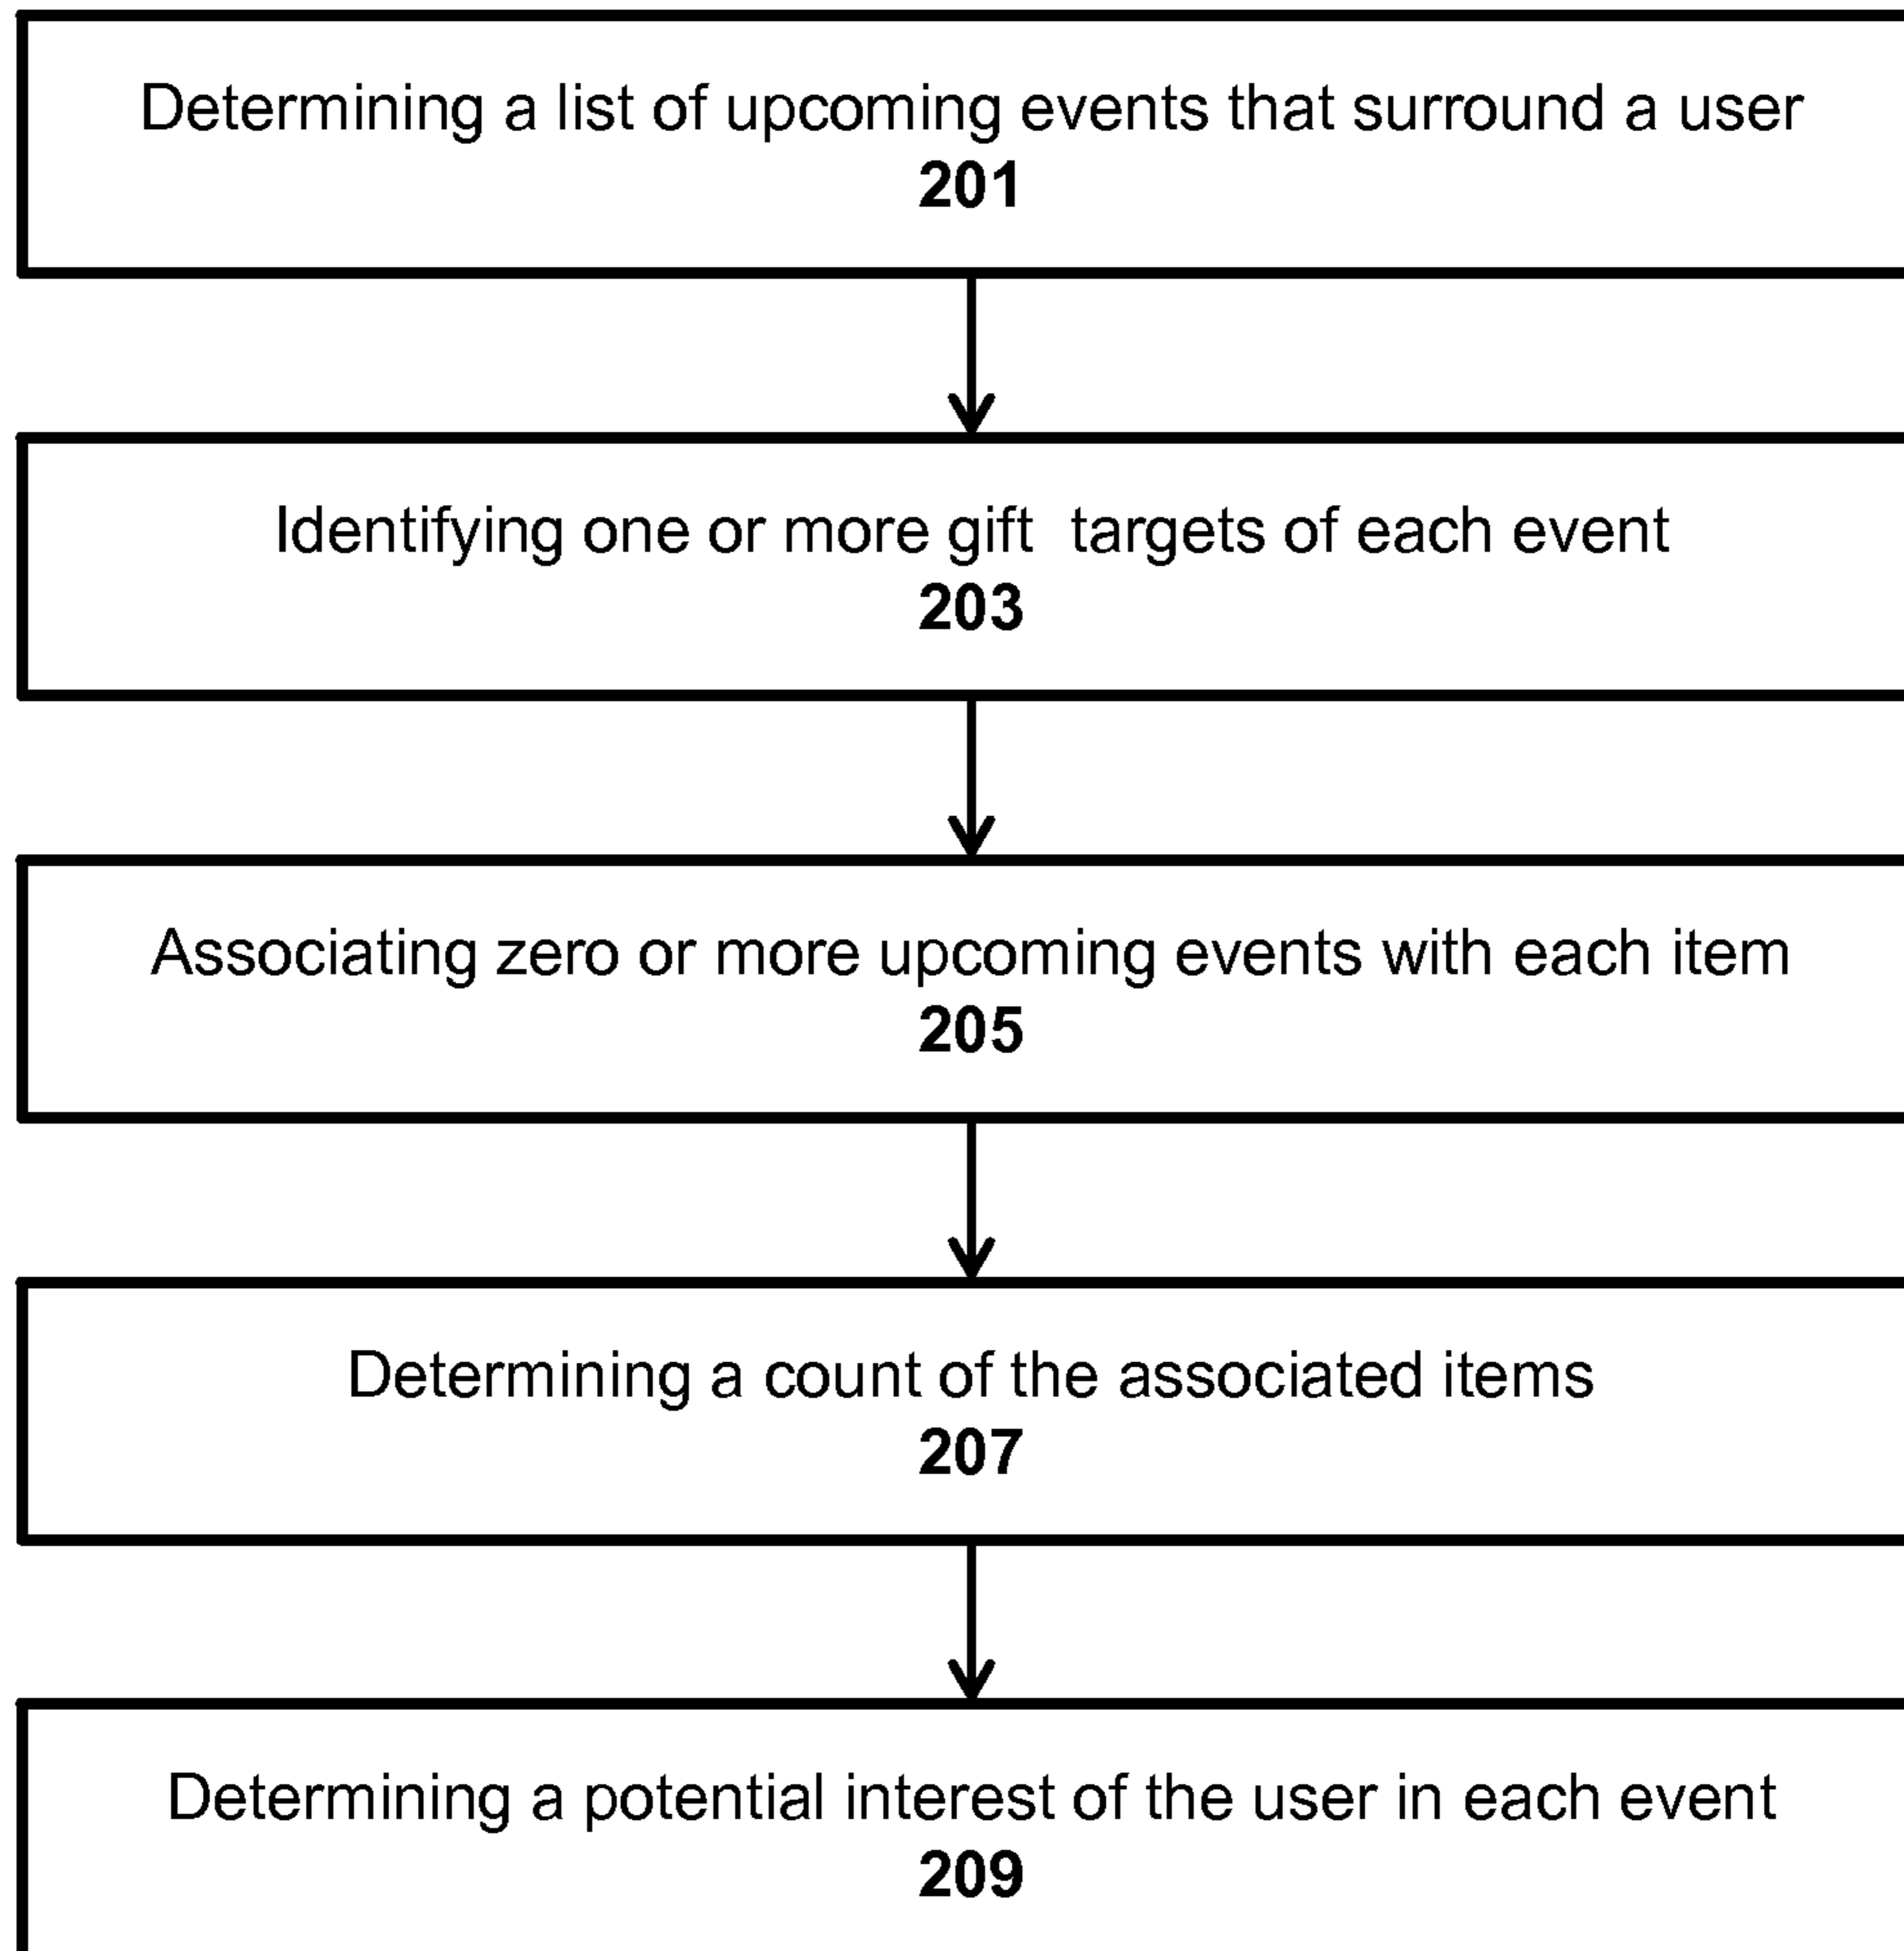 Determining a list of upcoming events that surround a user
201
Identifying one or more gift targets of each event
203
Associating zero or more upcoming events with each item
205
Determining a count of the associated items
207
Determining a potential interest of the user in each event
209